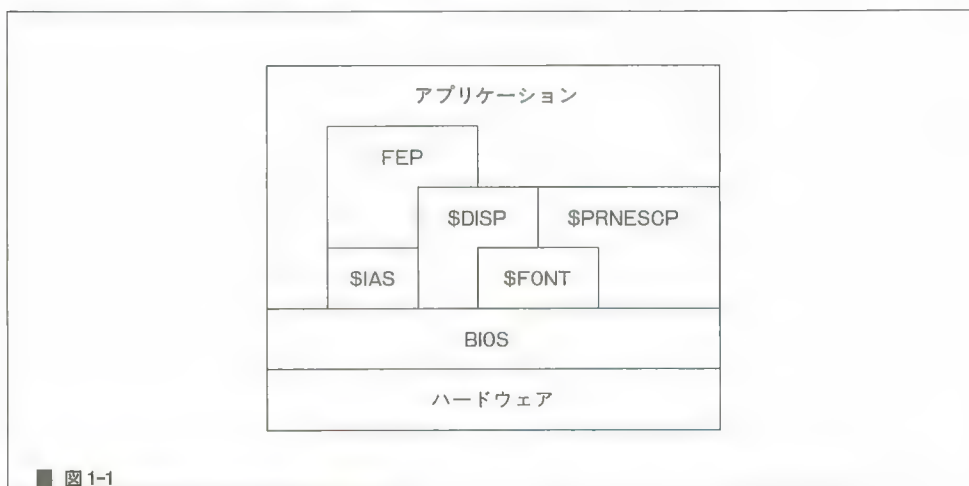 アプリケーション
FEP
$DISP
$PRNESCP
$IAS
$FONT
BIOS
ハードウェア
■ 図1-1